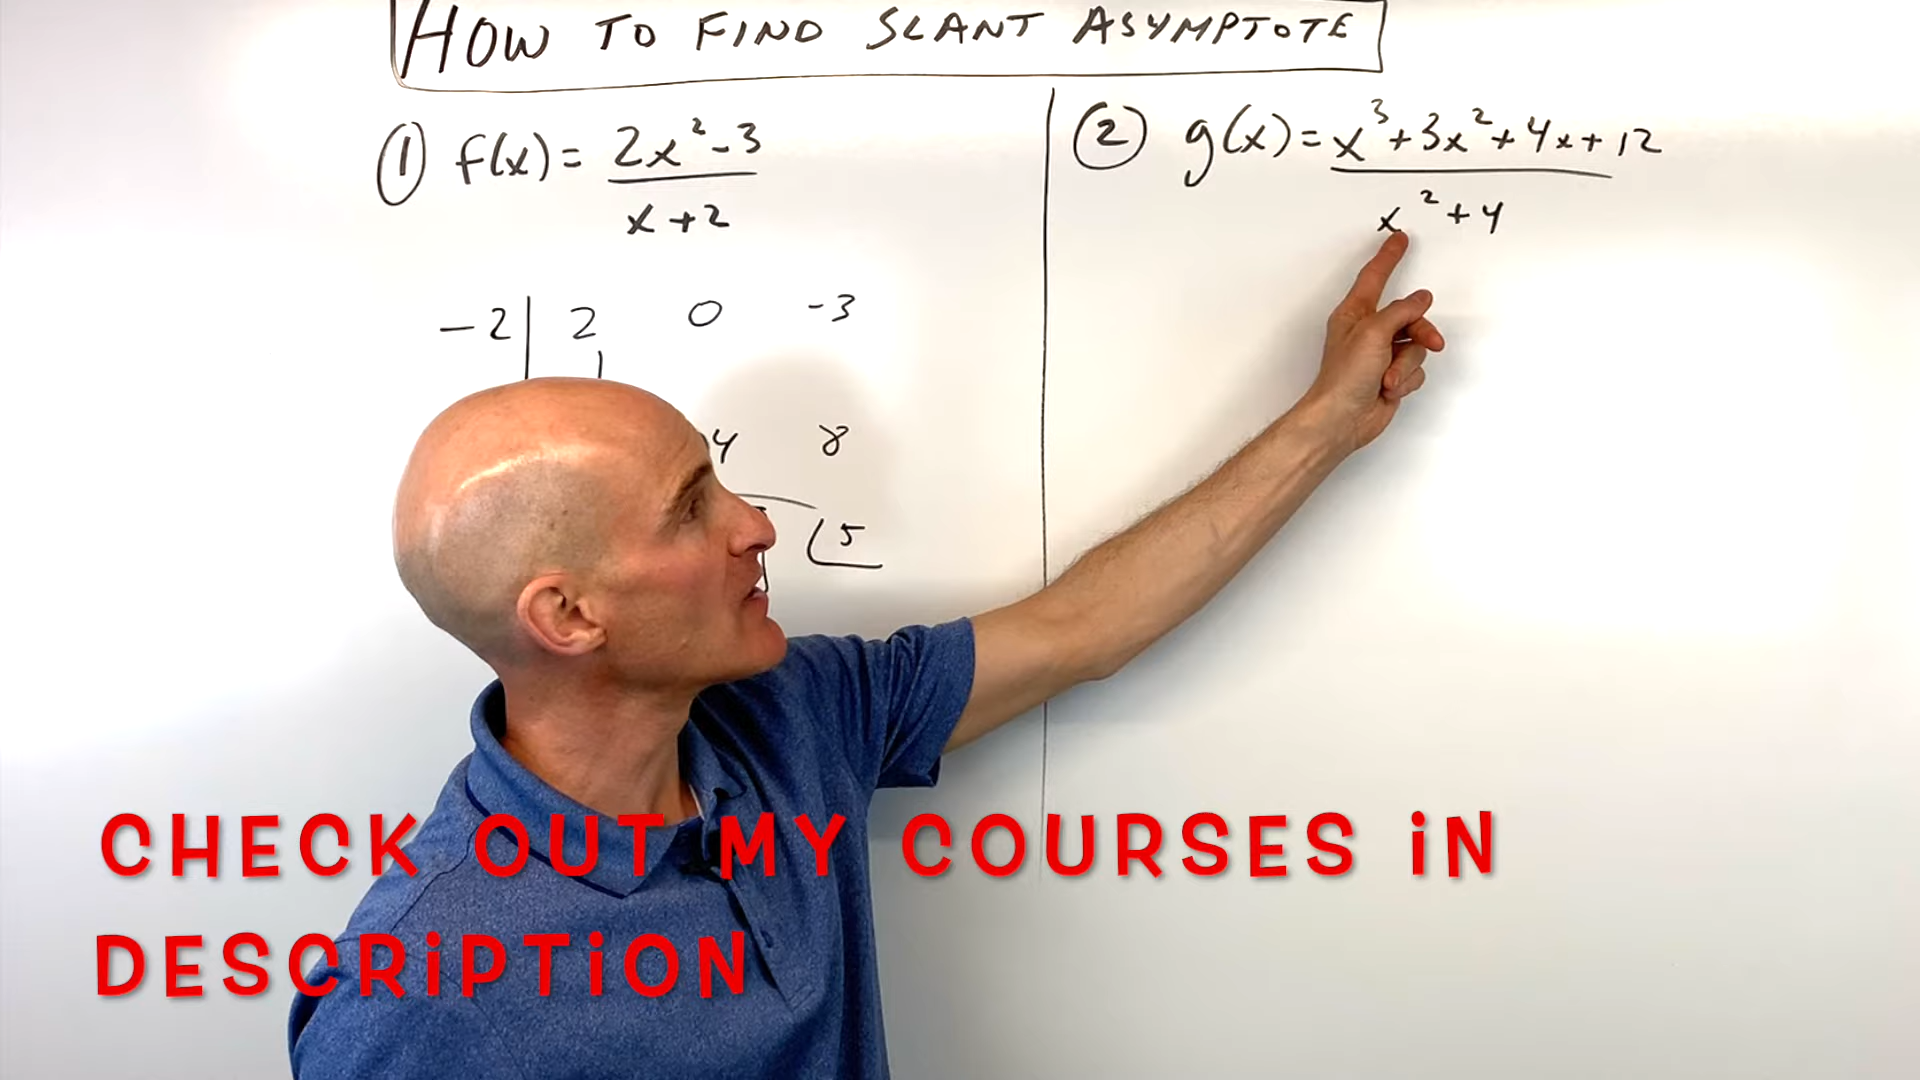 HOW TO FIND SLANT ASYMPTOTE
① f(x) = 2x² - 3
x + 2
-2 | 2 0 -3
4 8
5
② g(x) = x³ + 3x² + 4x + 12
x² + 4
CHECK OUT MY COURSES iN
DESCRiPTiON